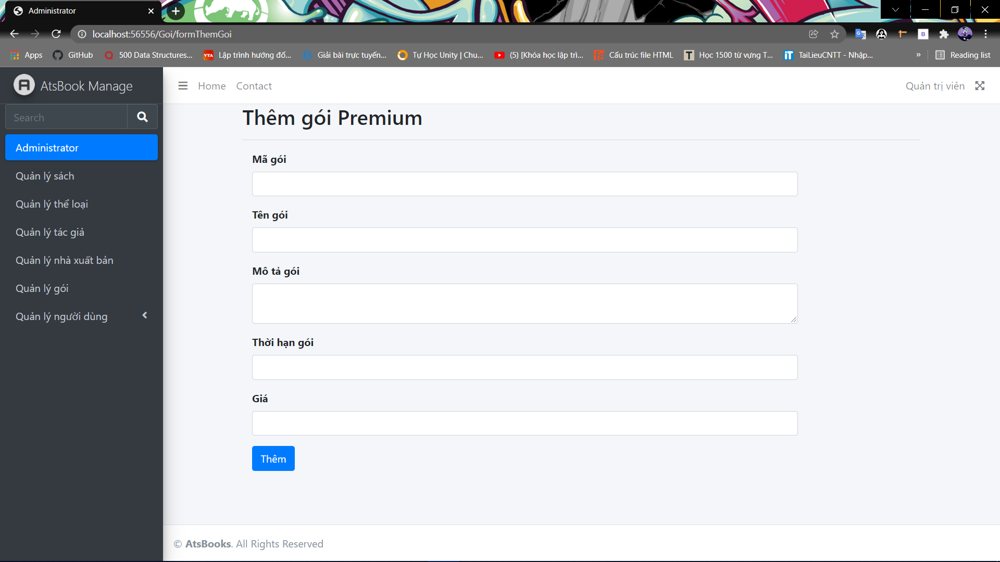 Administrator
localhost:56556/Goi/formThemGoi
Apps
GitHub
500 Data Structures...
Lập trình hướng đố...
Giải bài trực tuyến...
Tự Học Unity | Chu...
(5) [Khóa học lập trì...
Cấu trúc file HTML
Học 1500 từ vựng T...
TaiLieuCNTT - Nhập...
»
Reading list
AtsBook Manage
Home
Contact
Quản trị viên
Search
Administrator
Quản lý sách
Quản lý thể loại
Quản lý tác giả
Quản lý nhà xuất bản
Quản lý gói
Quản lý người dùng
Thêm gói Premium
Mã gói
Tên gói
Mô tả gói
Thời hạn gói
Giá
Thêm
© AtsBooks. All Rights Reserved